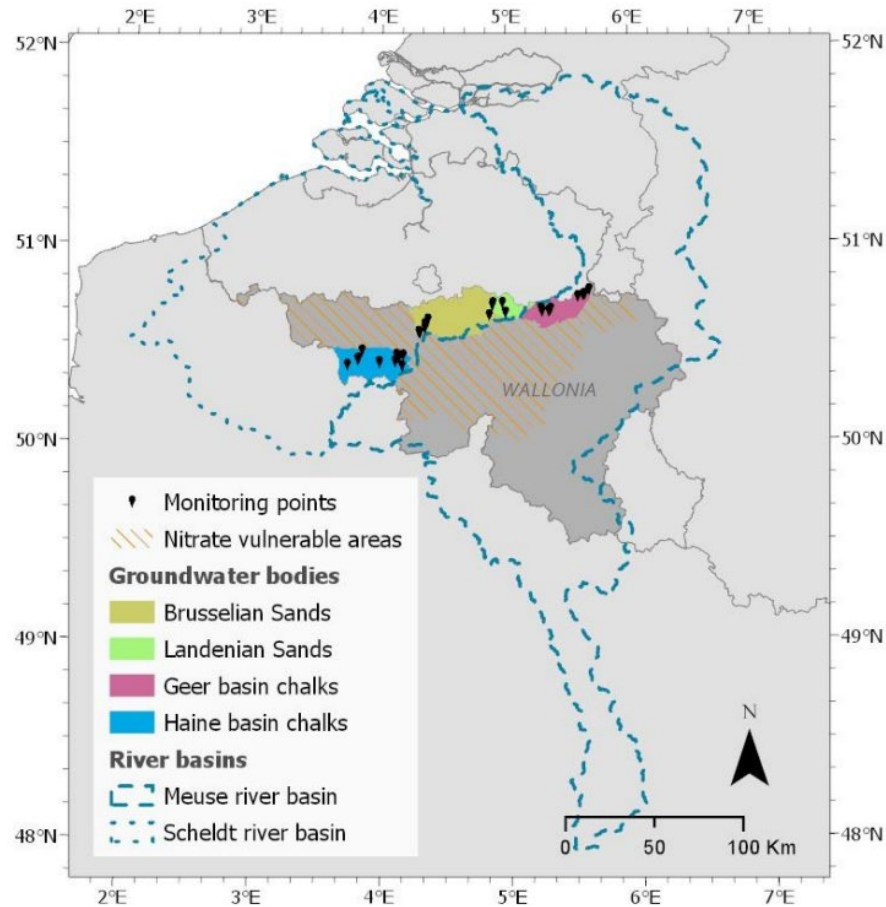 2°E 3°E 4°E 5°E 6°E 7°E
52°N 52°N
51°N 51°N
WALLONIA
50°N 50°N
Monitoring points
Nitrate vulnerable areas
Groundwater bodies
Brusselian Sands
Landenian Sands
Geer basin chalks
Haine basin chalks
River basins
Meuse river basin
Scheldt river basin
49°N 49°N
N
48°N 48°N
0 50 100 Km
2°E 3°E 4°E 5°E 6°E 7°E